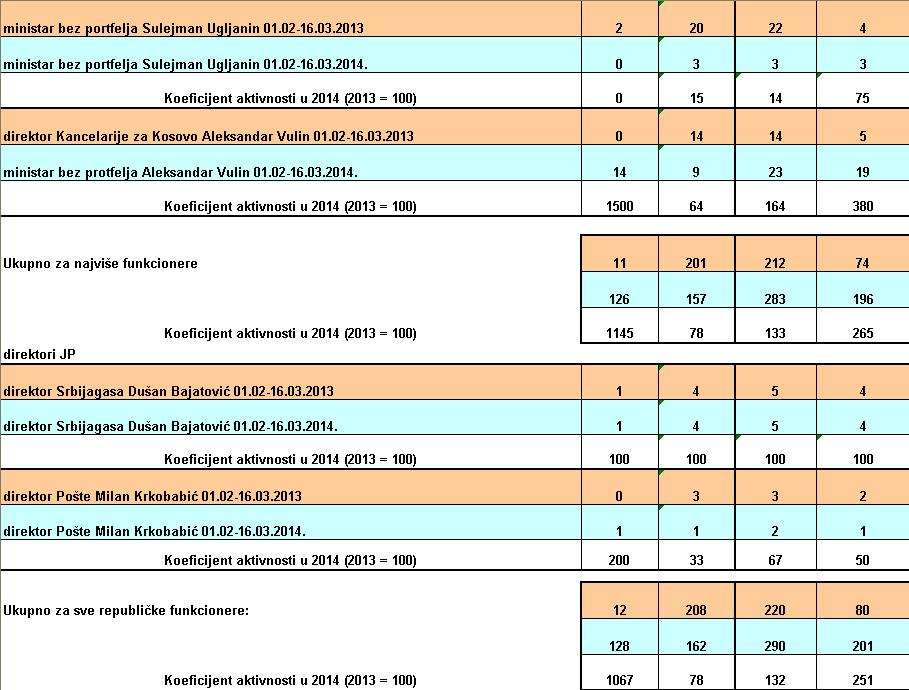 ministar bez portfelja Sulejman Ugljanin 01.02-16.03.2013 2 20 22 4
ministar bez portfelja Sulejman Ugljanin 01.02-16.03.2014. 0 3 3 3
Koeficijent aktivnosti u 2014 (2013 = 100) 0 15 14 75
direktor Kancelarije za Kosovo Aleksandar Vulin 01.02-16.03.2013 0 14 14 5
ministar bez protfelja Aleksandar Vulin 01.02-16.03.2014. 14 9 23 19
Koeficijent aktivnosti u 2014 (2013 = 100) 1500 64 164 380
Ukupno za najviše funkcionere 11 201 212 74
126 157 283 196
Koeficijent aktivnosti u 2014 (2013 = 100) 1145 78 133 265
direktori JP
direktor Srbijagasa Dušan Bajatović 01.02-16.03.2013 1 4 5 4
direktor Srbijagasa Dušan Bajatović 01.02-16.03.2014. 1 4 5 4
Koeficijent aktivnosti u 2014 (2013 = 100) 100 100 100 100
direktor Pošte Milan Krkobabić 01.02-16.03.2013 0 3 3 2
direktor Pošte Milan Krkobabić 01.02-16.03.2014. 1 1 2 1
Koeficijent aktivnosti u 2014 (2013 = 100) 200 33 67 50
Ukupno za sve republičke funkcionere: 12 208 220 80
128 162 290 201
Koeficijent aktivnosti u 2014 (2013 = 100) 1067 78 132 251